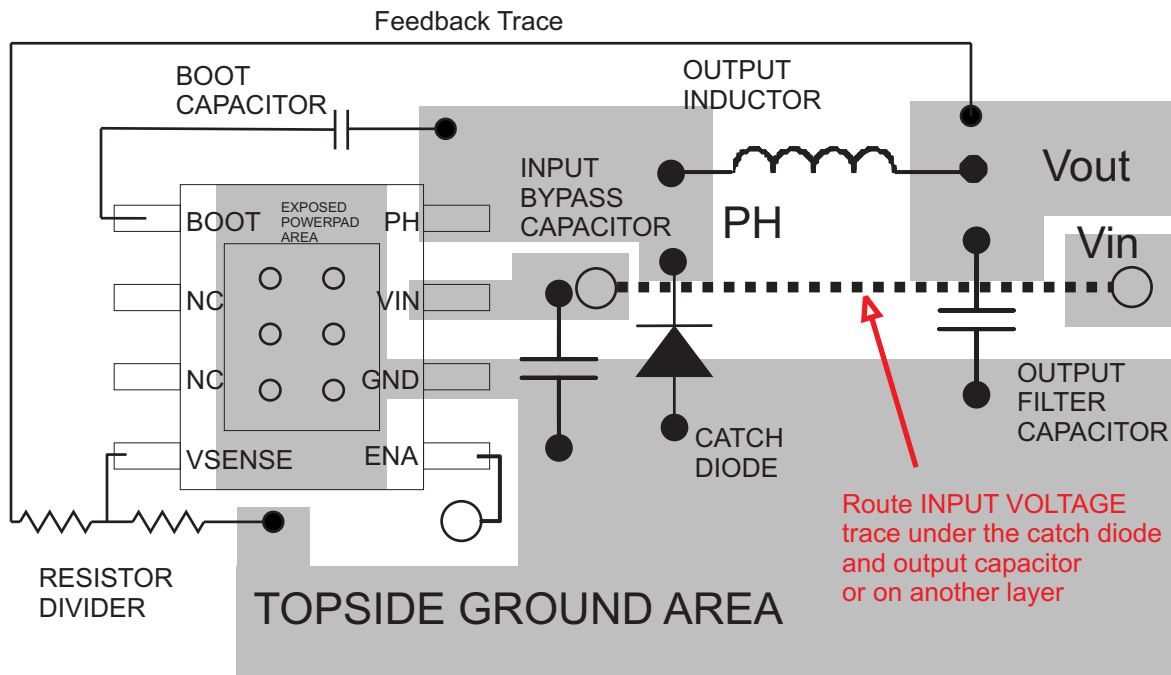 Feedback Trace
BOOT
CAPACITOR
OUTPUT
INDUCTOR
INPUT
BYPASS
CAPACITOR
Vout
PH
Vin
EXPOSED
POWERPAD
AREA
BOOT
PH
NC
VIN
NC
GND
VSENSE
ENA
CATCH
DIODE
OUTPUT
FILTER
CAPACITOR
Route INPUT VOLTAGE
trace under the catch diode
and output capacitor
or on another layer
RESISTOR
DIVIDER
TOPSIDE GROUND AREA